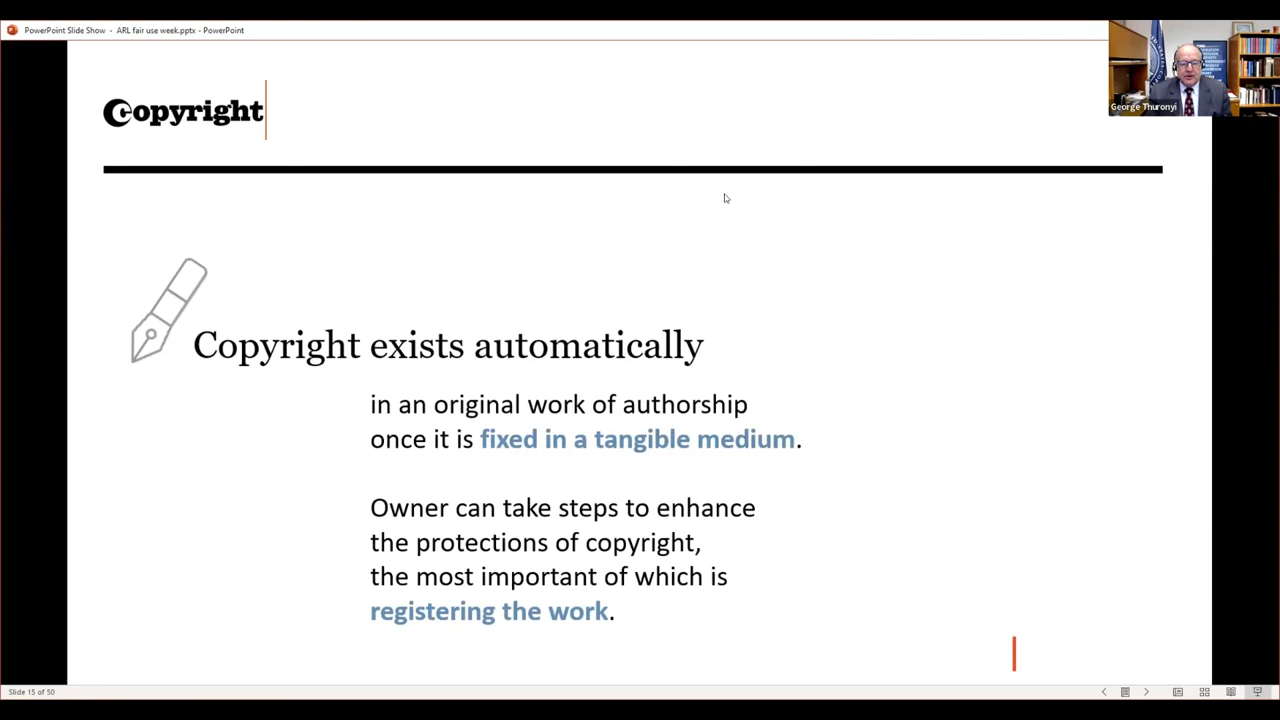 PowerPoint Slide Show - ARL fair use week.pptx - PowerPoint
George Thuronyi
Copyright
Copyright exists automatically
in an original work of authorship
once it is fixed in a tangible medium.
Owner can take steps to enhance
the protections of copyright,
the most important of which is
registering the work.
Slide 15 of 50